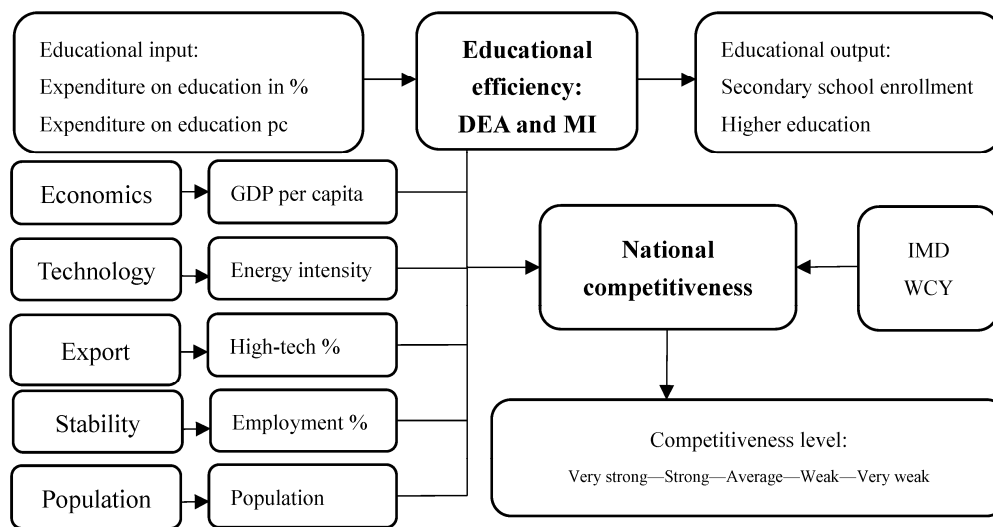 Educational input:
Expenditure on education in %
Expenditure on education pc
Educational
efficiency:
DEA and MI
Educational output:
Secondary school enrollment
Higher education
Economics
GDP per capita
Technology
Energy intensity
Export
High-tech %
Stability
Employment %
Population
Population
National
competitiveness
IMD
WCY
Competitiveness level:
Very strong—Strong—Average—Weak—Very weak